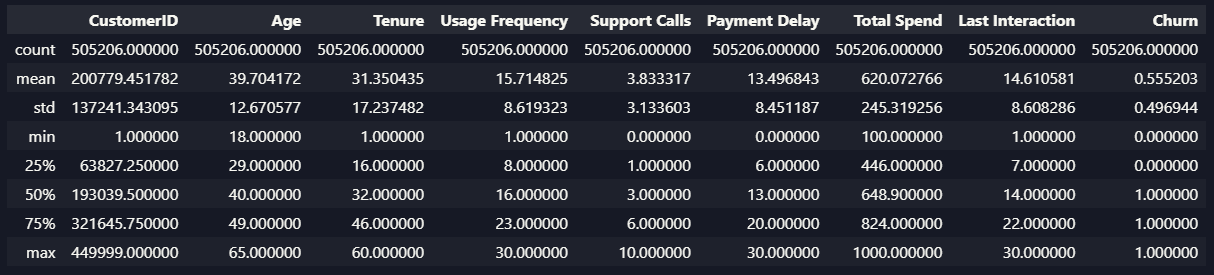 CustomerID Age Tenure Usage Frequency Support Calls Payment Delay Total Spend Last Interaction Churn
count 505206.000000 505206.000000 505206.000000 505206.000000 505206.000000 505206.000000 505206.000000 505206.000000 505206.000000
mean 200779.451782 39.704172 31.350435 15.714825 3.833317 13.496843 620.072766 14.610581 0.555203
std 137241.343095 12.670577 17.237482 8.619323 3.133603 8.451187 245.319256 8.608286 0.496944
min 1.000000 18.000000 1.000000 1.000000 0.000000 0.000000 100.000000 1.000000 0.000000
25% 63827.250000 29.000000 16.000000 8.000000 1.000000 6.000000 446.000000 7.000000 0.000000
50% 193039.500000 40.000000 32.000000 16.000000 3.000000 13.000000 648.900000 14.000000 1.000000
75% 321645.750000 49.000000 46.000000 23.000000 6.000000 20.000000 824.000000 22.000000 1.000000
max 449999.000000 65.000000 60.000000 30.000000 10.000000 30.000000 1000.000000 30.000000 1.000000